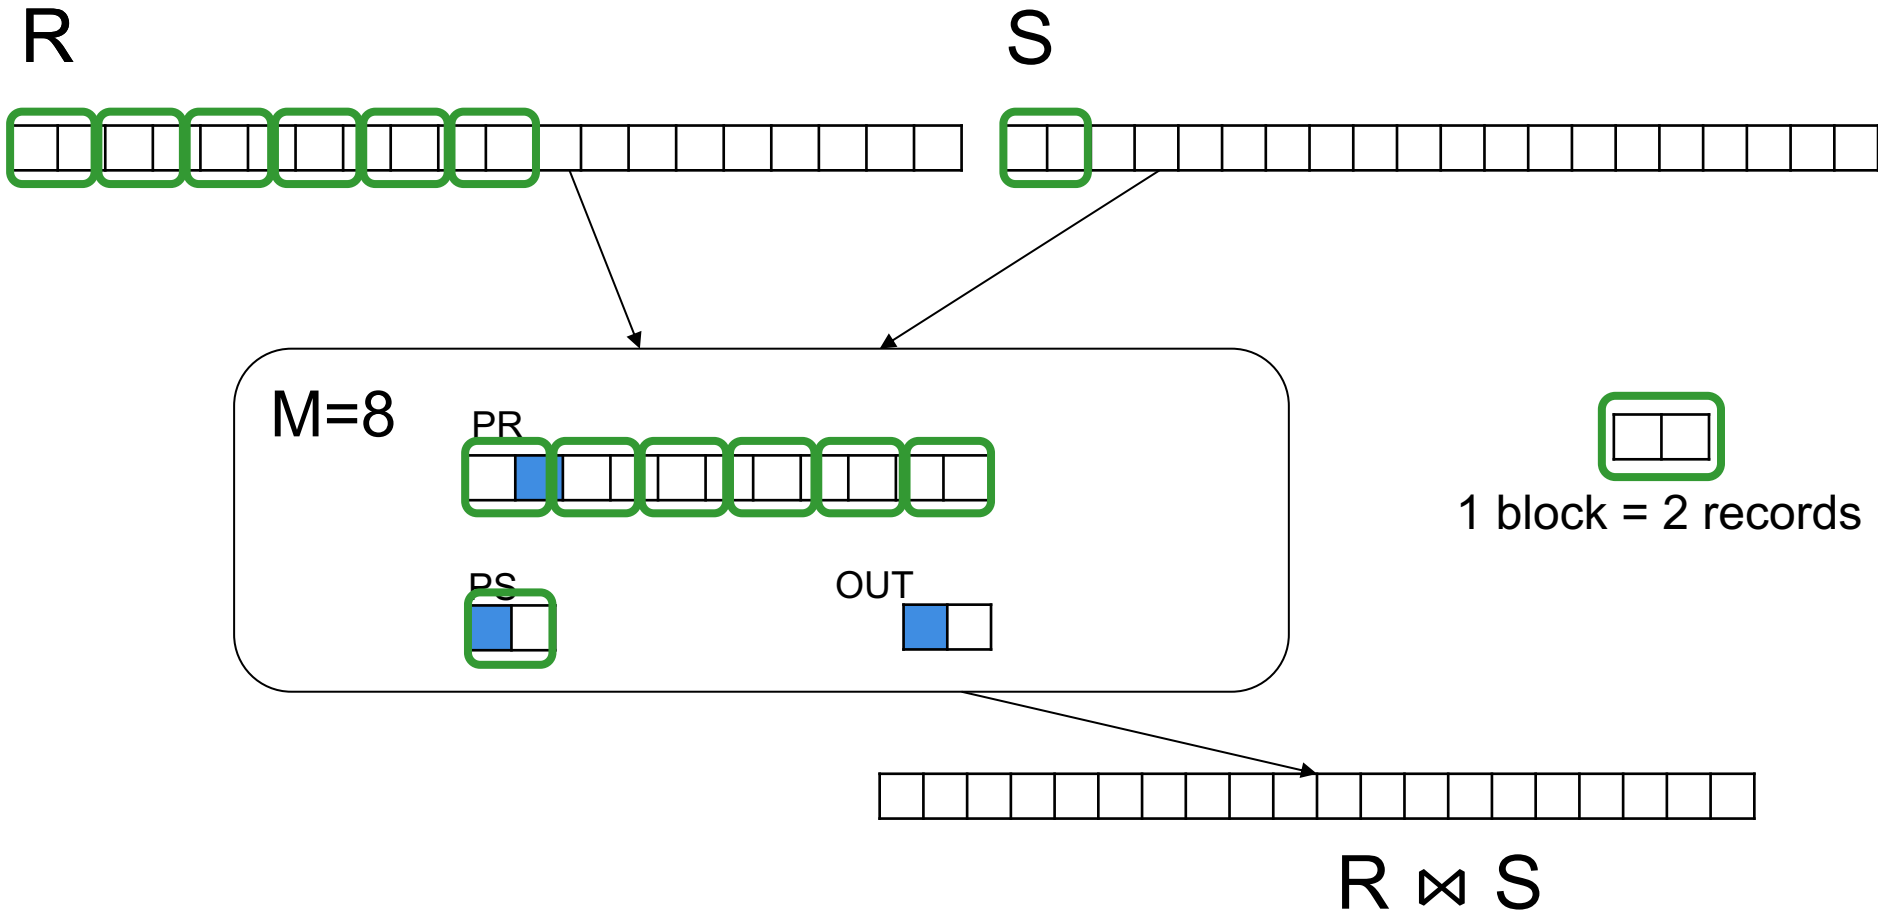 R
S
M=8
PR
PS
OUT
1 block = 2 records
R ⋈ S